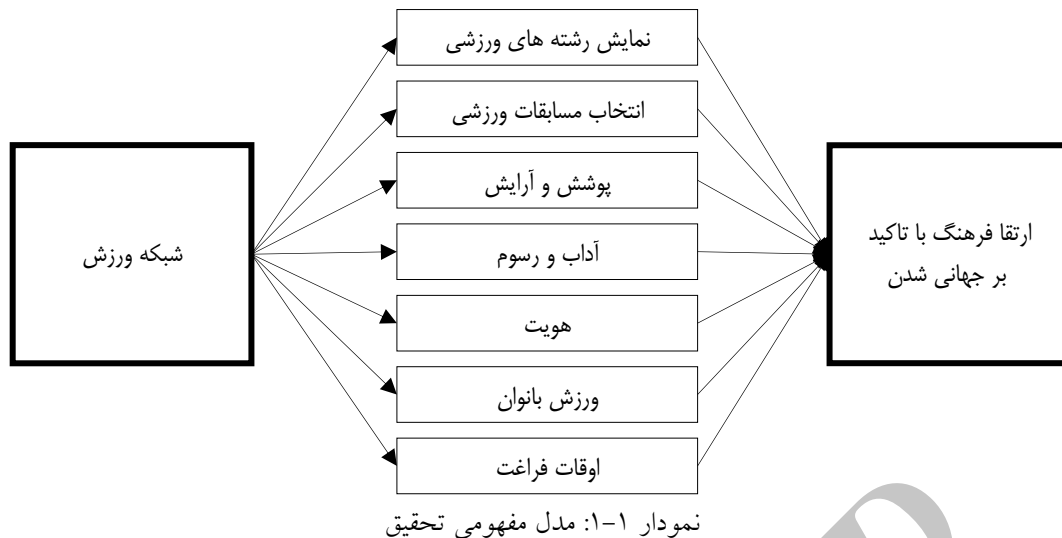 نمایش رشته های ورزشی
انتخاب مسابقات ورزشی
پوشش و آرایش
آداب و رسوم
هویت
ورزش بانوان
اوقات فراغت
شبکه ورزش
ارتقا فرهنگ با تاکید
بر جهانی شدن
نمودار ۱-۱: مدل مفهومی تحقیق